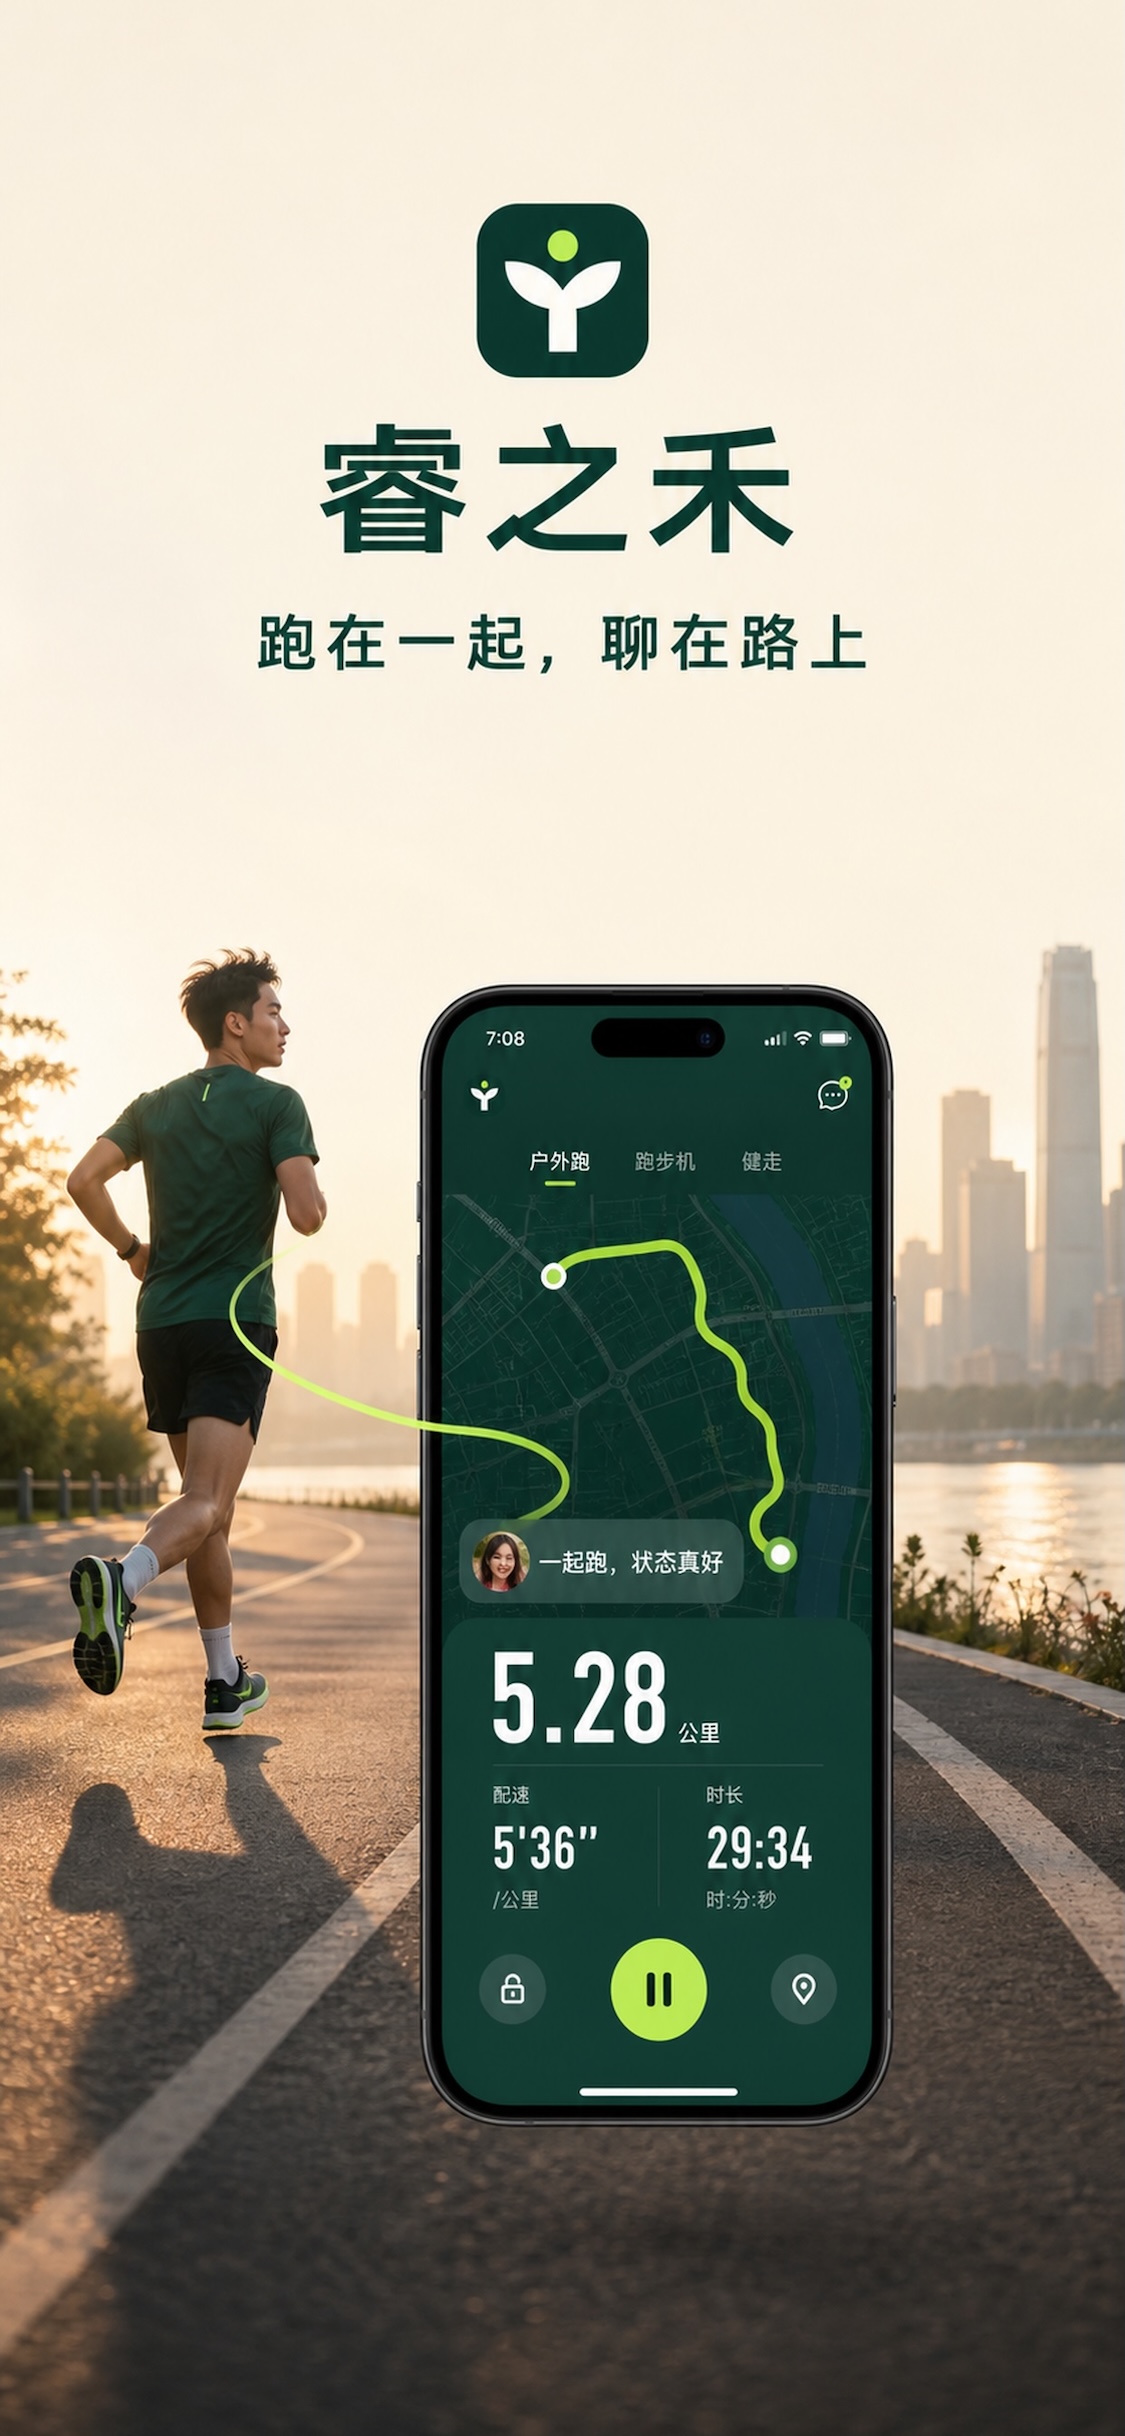 睿之禾
跑在一起，聊在路上
7:08
户外跑 跑步机 健走
一起跑，状态真好
5.28 公里
配速 时长
5'36" 29:34
/公里 时:分:秒